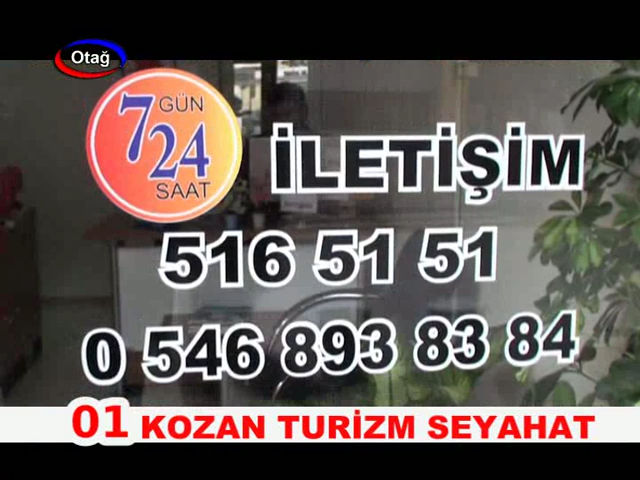 Otağ
7 GÜN
24 SAAT
İLETİŞİM
516 51 51
0 546 893 83 84
01 KOZAN TURİZM SEYAHAT